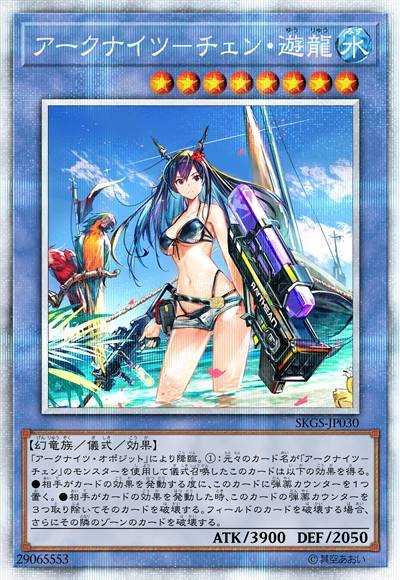 アークナイツーチェン・遊龍 水
SKGS-JP030
[幻竜族／儀式／効果]
「アークナイツ・オポジット」により降臨。①：元々のカード名が「アークナイツー
チェン」のモンスターを使用して儀式召喚したこのカードは以下の効果を得る。
●相手がカードの効果を発動する度に、このカードに弾薬カウンターを1つ
置く。●相手がカードの効果を発動した時、このカードの弾薬カウンターを
3つ取り除いてそのカードを破壊する。フィールドのカードを破壊する場合、
さらにその隣のゾーンのカードを破壊する。
ATK/3900 DEF/2050
29065553
©其空あおい